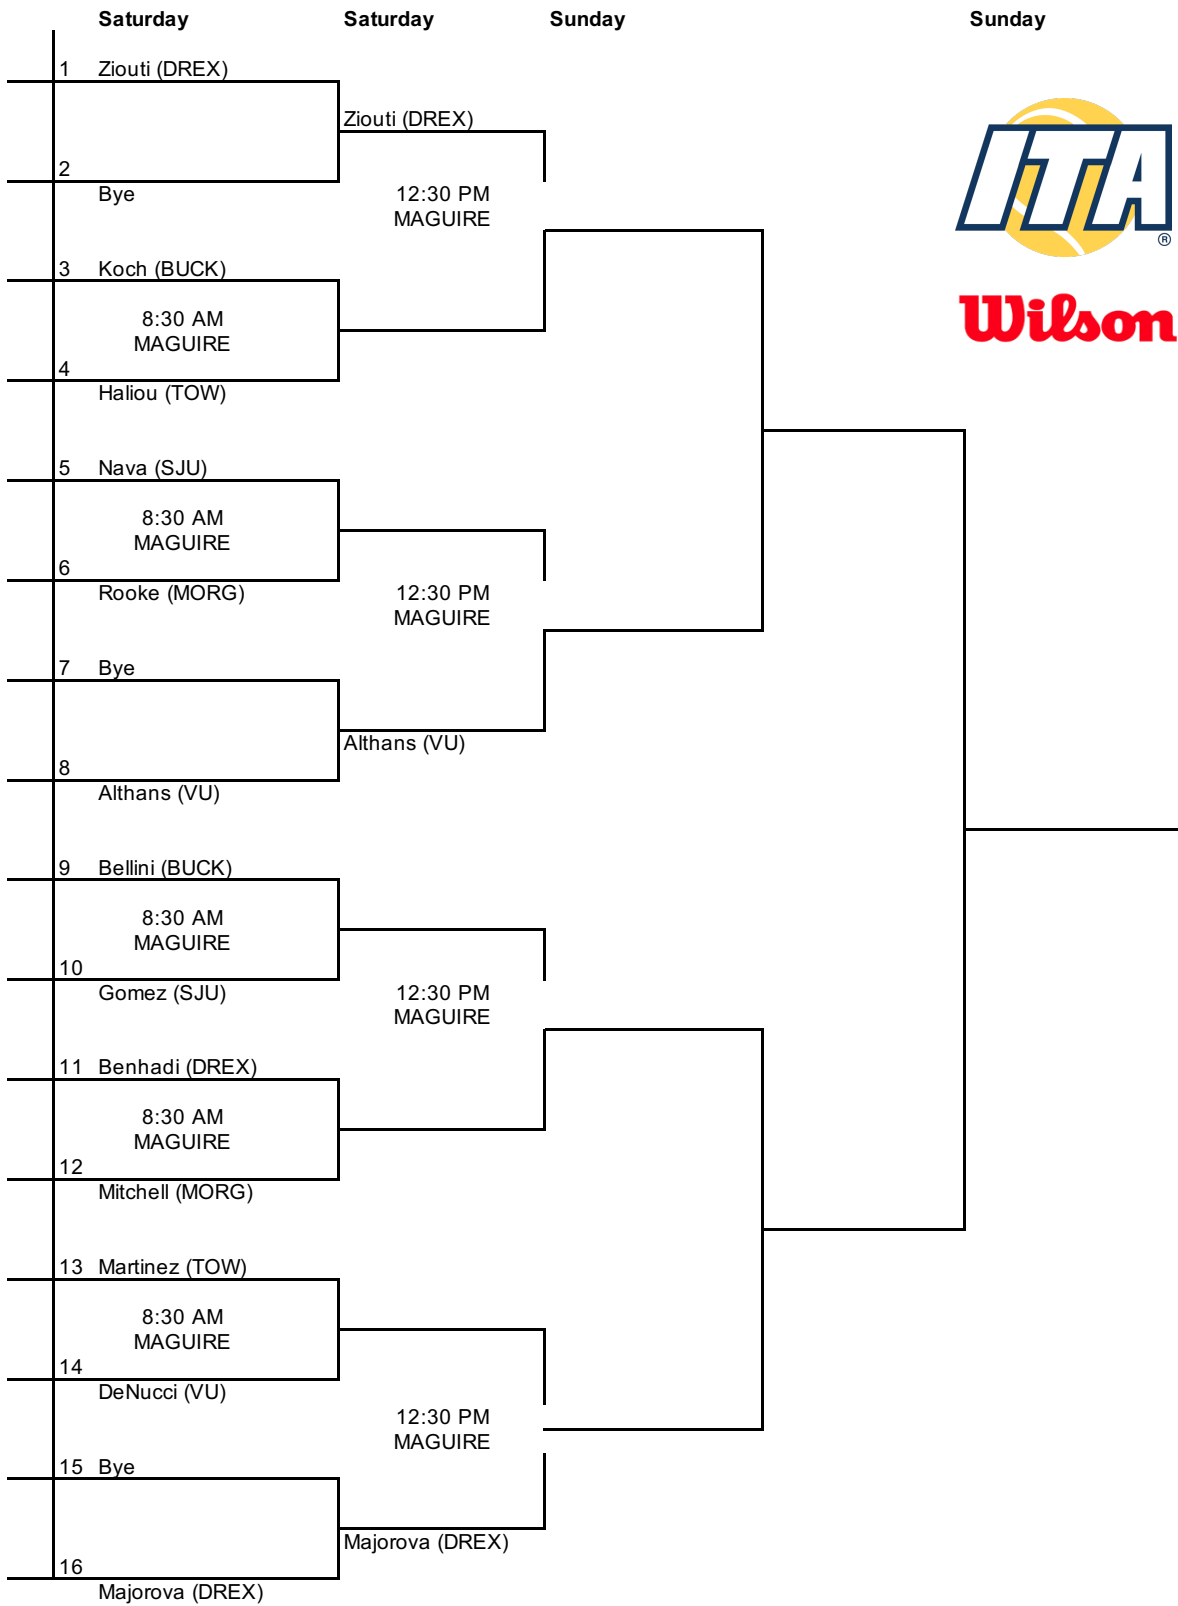 Saturday Saturday Sunday Sunday
1 Ziouti (DREX)
Ziouti (DREX)
2
Bye
12:30 PM
MAGUIRE
3 Koch (BUCK)
8:30 AM
MAGUIRE
4
Haliou (TOW)
5 Nava (SJU)
8:30 AM
MAGUIRE
6
Rooke (MORG)
12:30 PM
MAGUIRE
7 Bye
Althans (VU)
8
Althans (VU)
9 Bellini (BUCK)
8:30 AM
MAGUIRE
10
Gomez (SJU)
12:30 PM
MAGUIRE
11 Benhadi (DREX)
8:30 AM
MAGUIRE
12
Mitchell (MORG)
13 Martinez (TOW)
8:30 AM
MAGUIRE
14
DeNucci (VU)
12:30 PM
MAGUIRE
15 Bye
Majorova (DREX)
16
Majorova (DREX)
ITA ®
Wilson